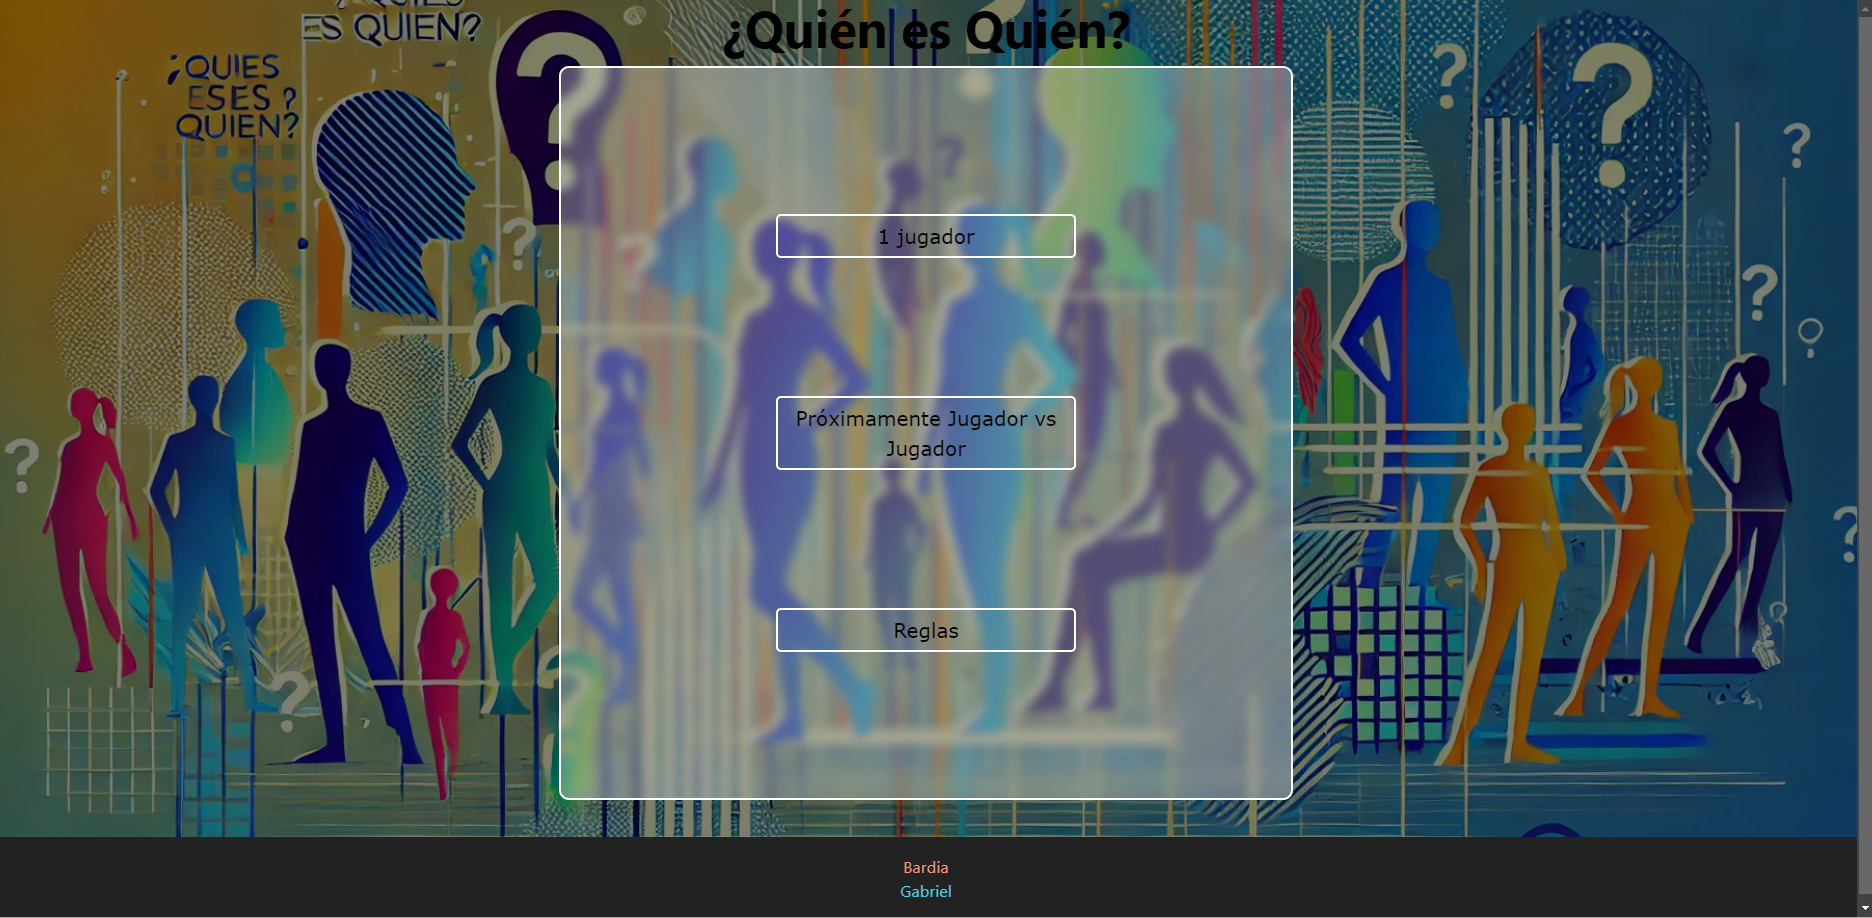 ES QUIEN?
¿Quién es Quién?
¿QUIES
ESES ?
QUIEN?
1 jugador
Próximamente Jugador vs
Jugador
Reglas
Bardia
Gabriel